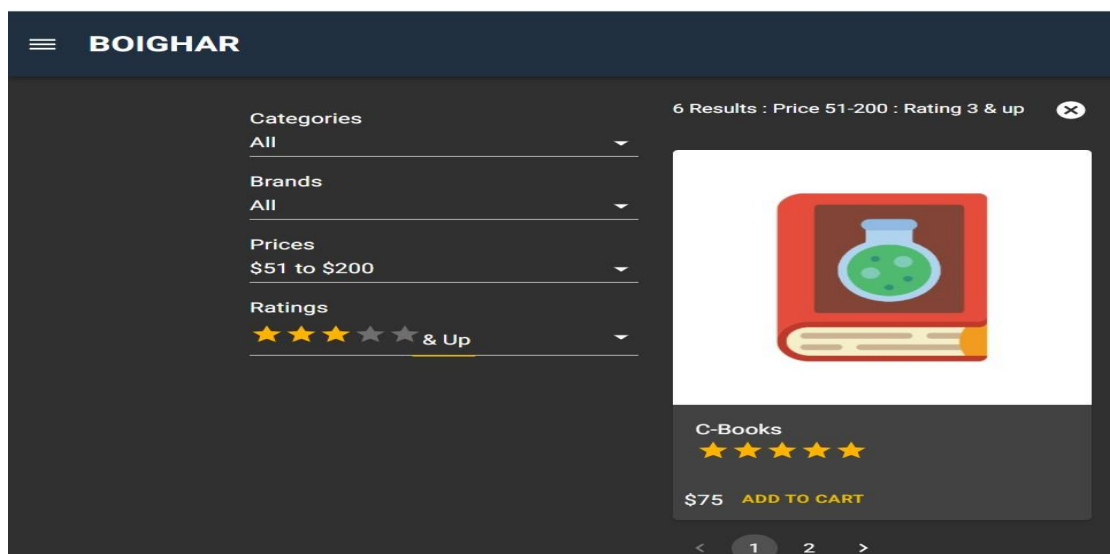 BOIGHAR
Categories
All
Brands
All
Prices
$51 to $200
Ratings
& Up
6 Results : Price 51-200 : Rating 3 & up
C-Books
$75 ADD TO CART
< 1 2 >